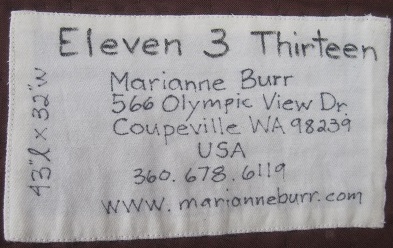 Eleven 3 Thirteen
Marianne Burr
566 Olympic View Dr.
Coupeville WA 98239
USA
360.678.6119
www.marianneburr.com
43"l x 32"w